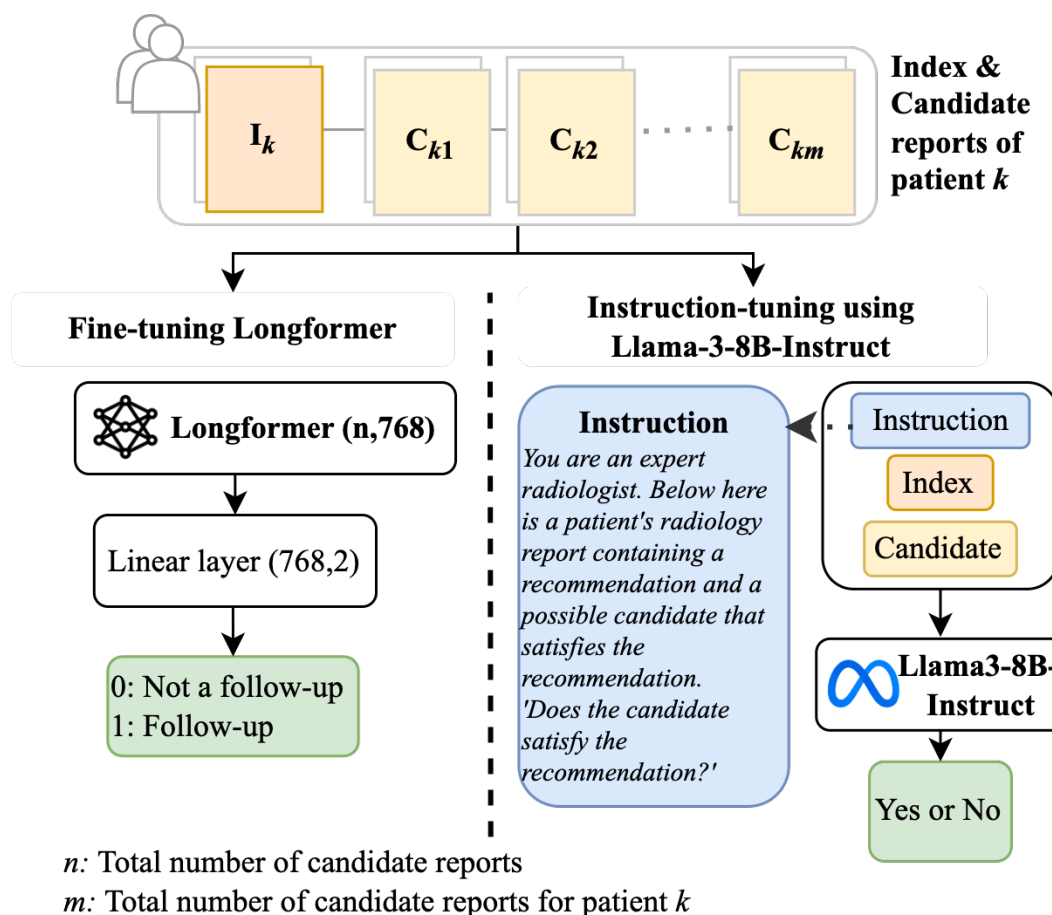 I_k
C_k1
C_k2
C_km
Index &
Candidate
reports of
patient k
Fine-tuning Longformer
Longformer (n,768)
Linear layer (768,2)
0: Not a follow-up
1: Follow-up
Instruction-tuning using
Llama-3-8B-Instruct
Instruction
You are an expert
radiologist. Below here
is a patient's radiology
report containing a
recommendation and a
possible candidate that
satisfies the
recommendation.
'Does the candidate
satisfy the
recommendation?'
Instruction
Index
Candidate
Llama3-8B-
Instruct
Yes or No
n: Total number of candidate reports
m: Total number of candidate reports for patient k